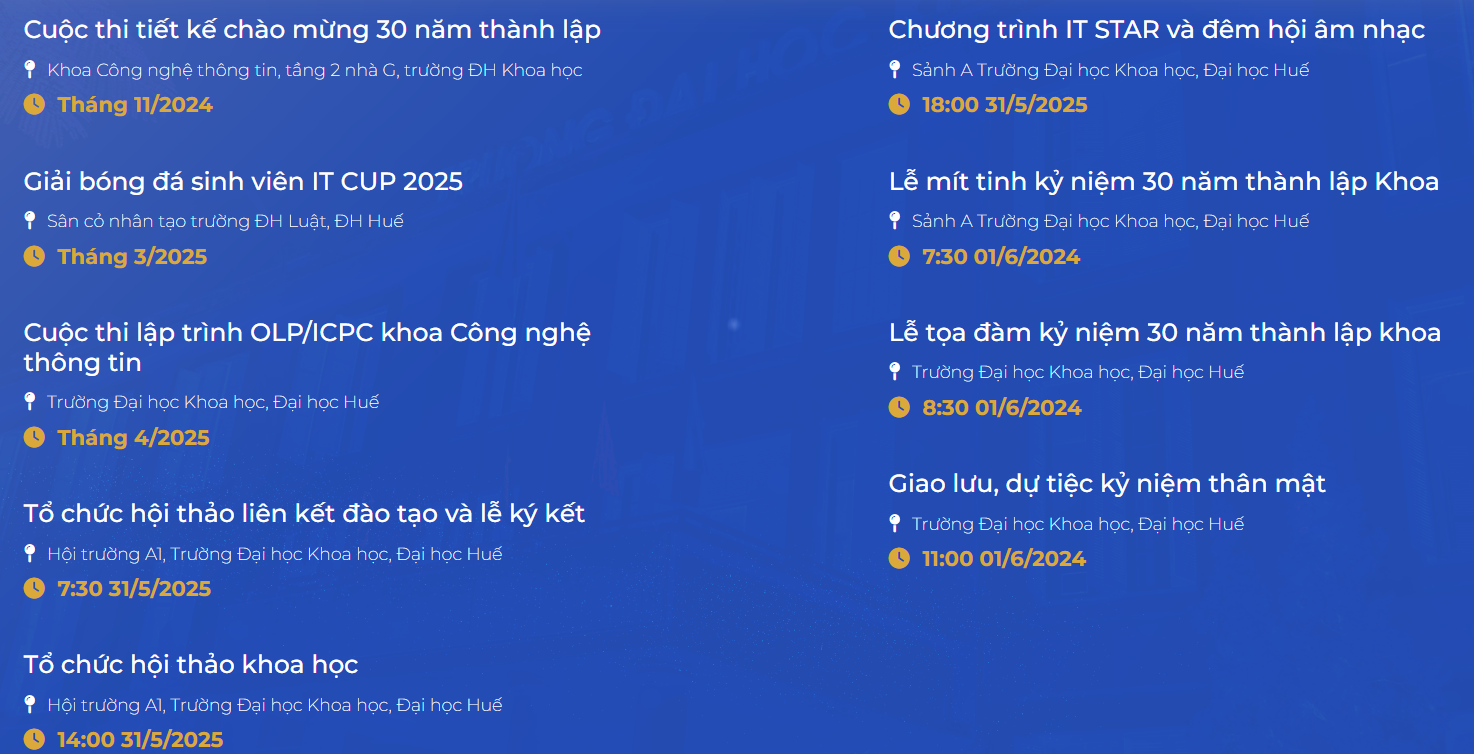 Cuộc thi tiết kế chào mừng 30 năm thành lập
Khoa Công nghệ thông tin, tầng 2 nhà G, trường ĐH Khoa học
Tháng 11/2024
Giải bóng đá sinh viên IT CUP 2025
Sân cỏ nhân tạo trường ĐH Luật, ĐH Huế
Tháng 3/2025
Cuộc thi lập trình OLP/ICPC khoa Công nghệ
thông tin
Trường Đại học Khoa học, Đại học Huế
Tháng 4/2025
Tổ chức hội thảo liên kết đào tạo và lễ ký kết
Hội trường A1, Trường Đại học Khoa học, Đại học Huế
7:30 31/5/2025
Tổ chức hội thảo khoa học
Hội trường A1, Trường Đại học Khoa học, Đại học Huế
14:00 31/5/2025
Chương trình IT STAR và đêm hội âm nhạc
Sảnh A Trường Đại học Khoa học, Đại học Huế
18:00 31/5/2025
Lễ mít tinh kỷ niệm 30 năm thành lập Khoa
Sảnh A Trường Đại học Khoa học, Đại học Huế
7:30 01/6/2024
Lễ tọa đàm kỷ niệm 30 năm thành lập khoa
Trường Đại học Khoa học, Đại học Huế
8:30 01/6/2024
Giao lưu, dự tiệc kỷ niệm thân mật
Trường Đại học Khoa học, Đại học Huế
11:00 01/6/2024